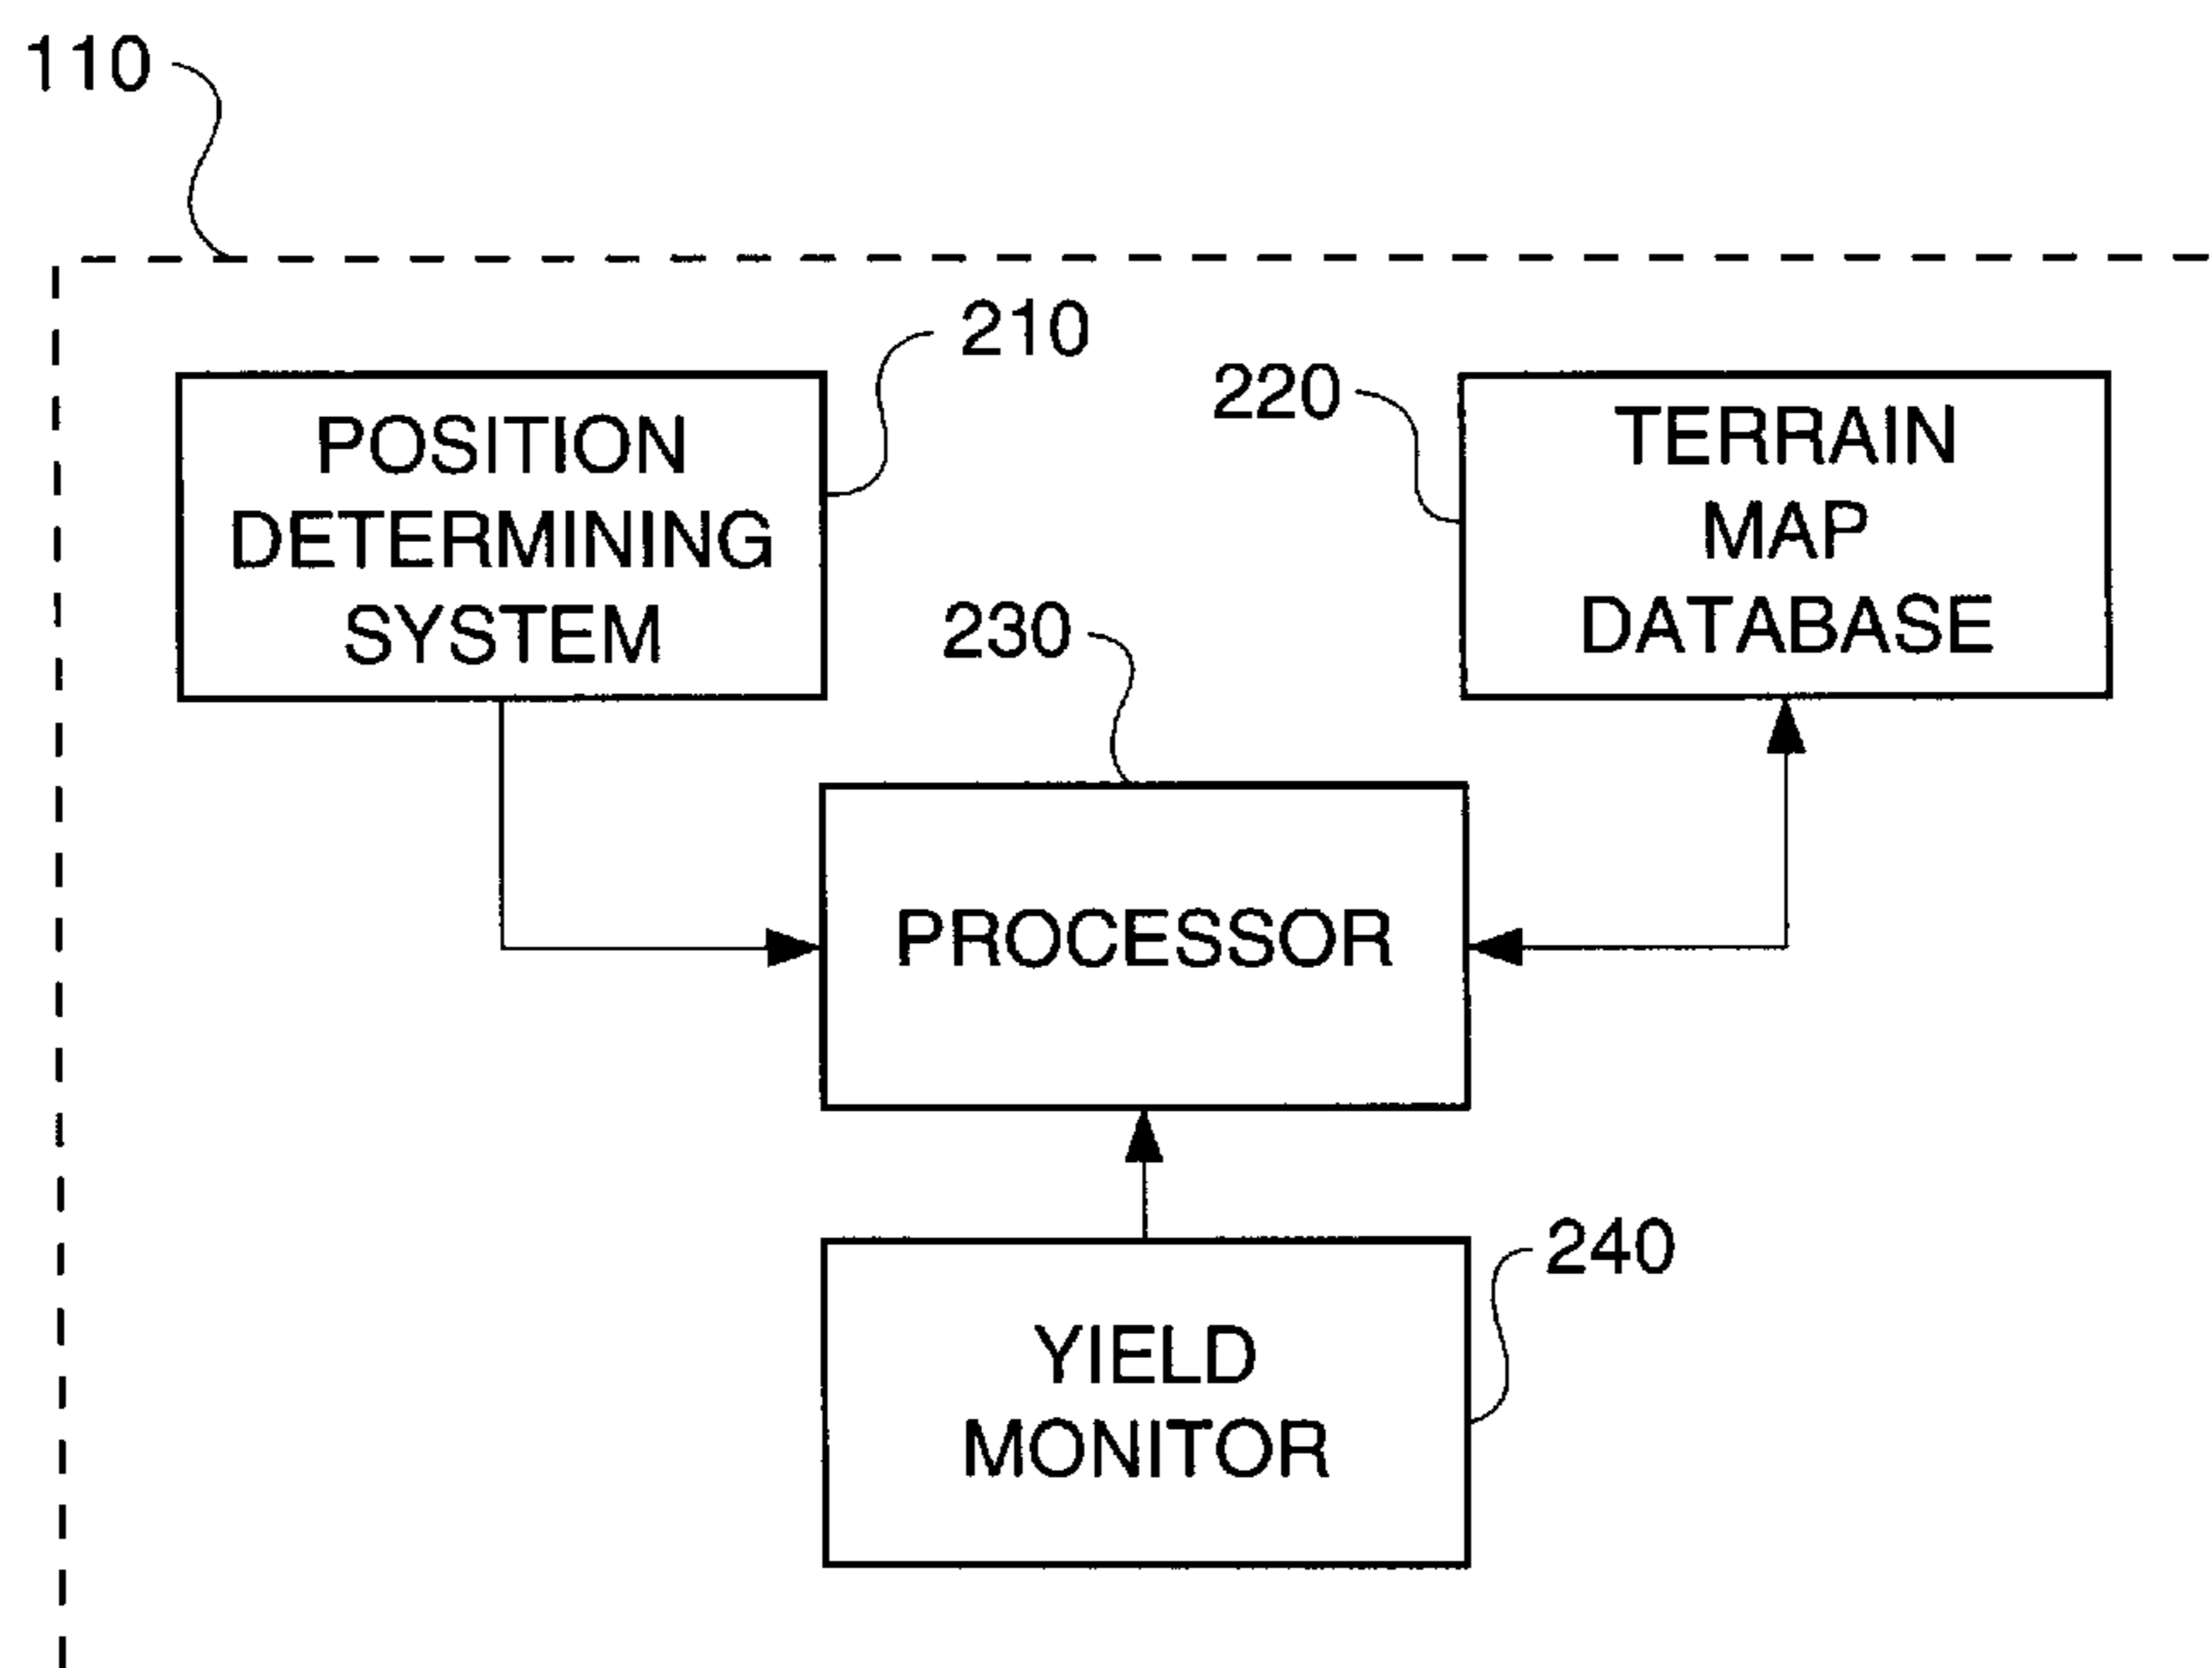 110
210
220
POSITION
DETERMINING
SYSTEM
TERRAIN
MAP
DATABASE
230
PROCESSOR
240
YIELD
MONITOR